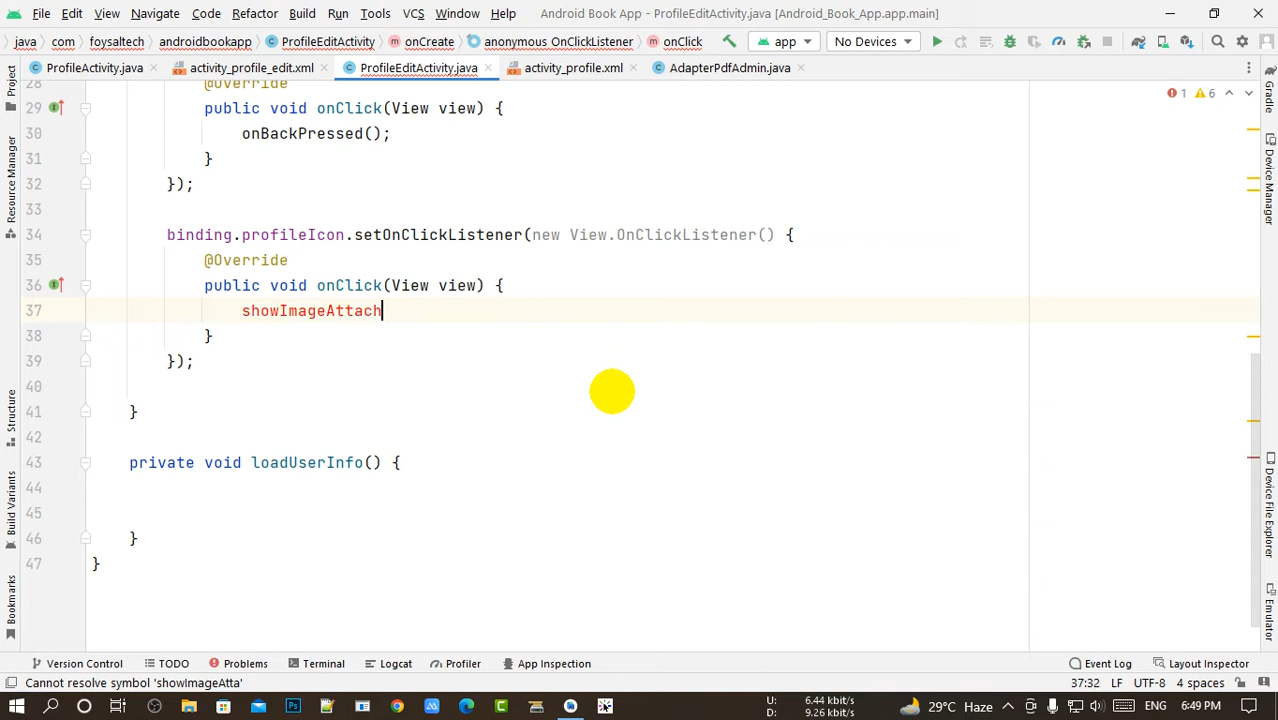 File Edit View Navigate Code Refactor Build Run Tools VCS Window Help Android Book App - ProfileEditActivity.java [Android_Book_App.app.main]
java com foysaltech androidbookapp ProfileEditActivity onCreate anonymous OnClickListener onClick app No Devices
ProfileActivity.java activity_profile_edit.xml ProfileEditActivity.java activity_profile.xml AdapterPdfAdmin.java
28 @Override
1 6
29 public void onClick(View view) {
30 onBackPressed();
31 }
32 });
33
34 binding.profileIcon.setOnClickListener(new View.OnClickListener() {
35 @Override
36 public void onClick(View view) {
37 showImageAttach
38 }
39 });
40
41 }
42
43 private void loadUserInfo() {
44
45
46 }
47 }
Project
Resource Manager
Structure
Build Variants
Bookmarks
Gradle
Device Manager
Device File Explorer
Emulator
Version Control TODO Problems Terminal Logcat Profiler App Inspection Event Log Layout Inspector
Cannot resolve symbol 'showImageAtta' 37:32 LF UTF-8 4 spaces
U: 6.44 kbit/s
D: 9.26 kbit/s
29°C Haze ENG 6:49 PM